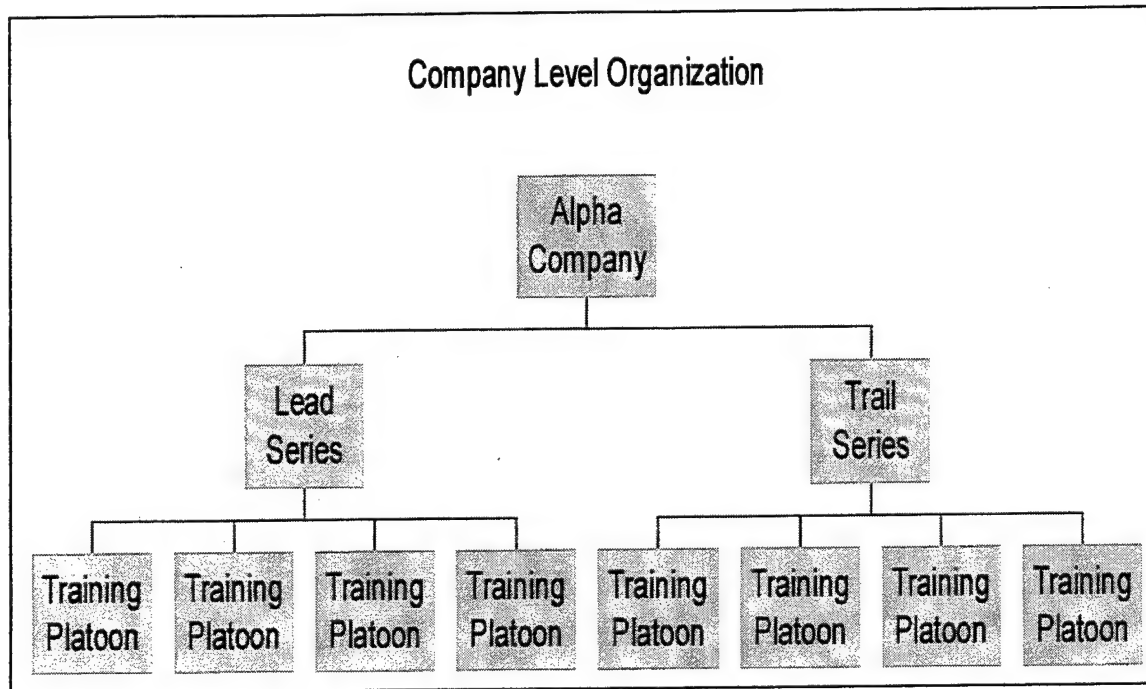 Company Level Organization
Alpha
Company
Lead
Series
Trail
Series
Training
Platoon
Training
Platoon
Training
Platoon
Training
Platoon
Training
Platoon
Training
Platoon
Training
Platoon
Training
Platoon